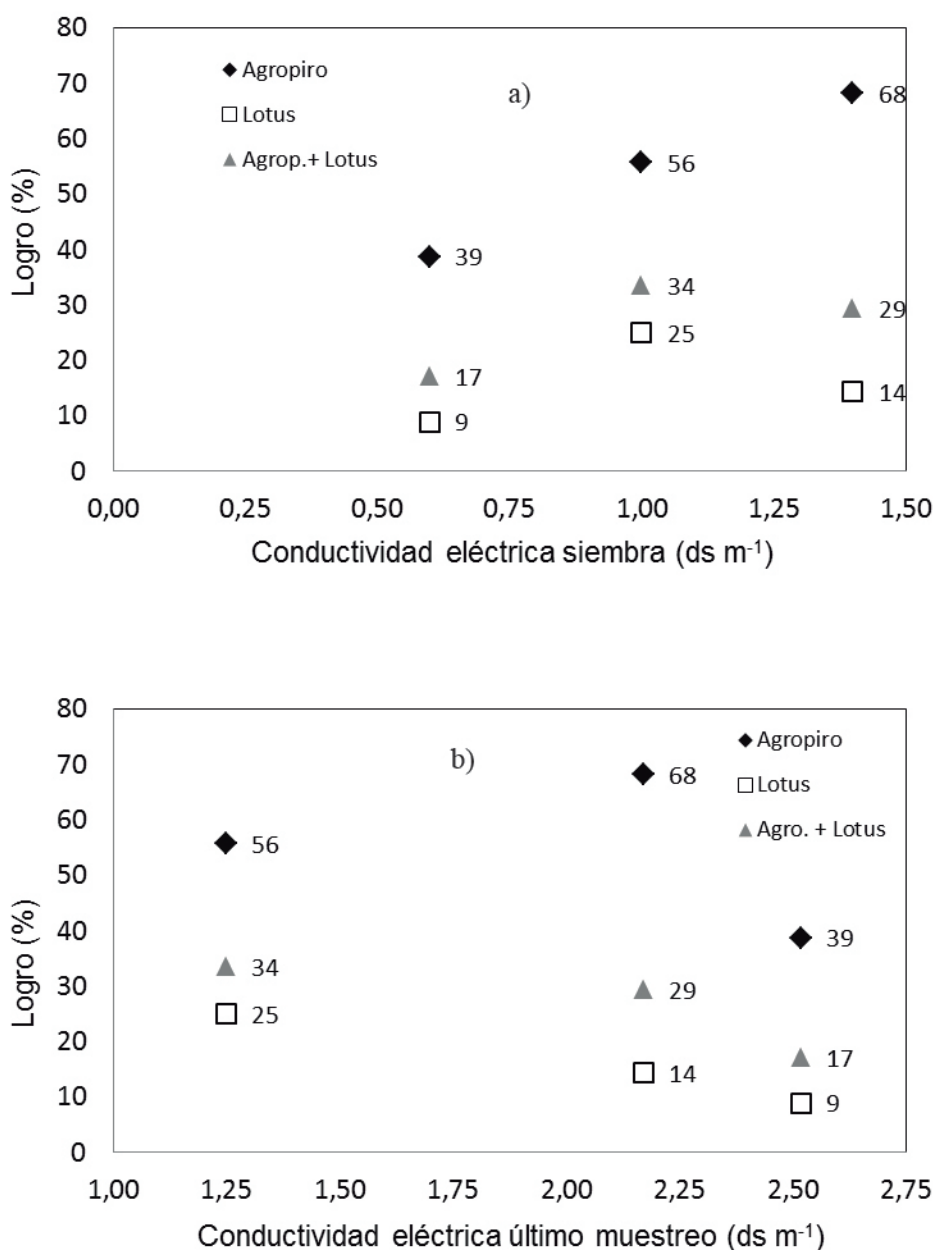 80
70
60
50
40
30
20
10
0
Logro (%)
Agropiro
Lotus
Agrop.+ Lotus
a)
68
56
39
34
29
25
17
14
9
0,00 0,25 0,50 0,75 1,00 1,25 1,50
Conductividad eléctrica siembra (ds m⁻¹)
80
70
60
50
40
30
20
10
0
Logro (%)
b)
Agropiro
Lotus
Agro. + Lotus
68
56
39
34
29
25
17
14
9
1,00 1,25 1,50 1,75 2,00 2,25 2,50 2,75
Conductividad eléctrica último muestreo (ds m⁻¹)